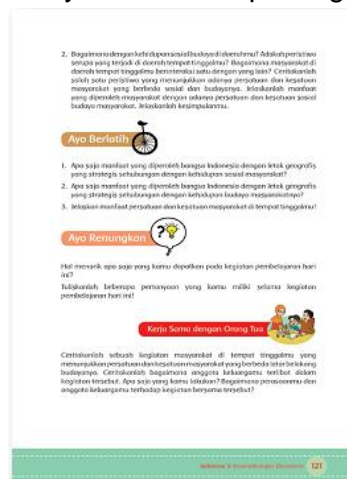 2. Bagaimana dengan kehidupan sosial budaya di daerahmu? Adakah peristiwa
serupa yang terjadi di daerah tempat tinggalmu? Bagaimana masyarakat di
daerah tempat tinggalmu berinteraksi satu dengan yang lain? Ceritakanlah
salah satu peristiwa yang menunjukkan adanya persatuan dan kesatuan
masyarakat yang berbeda sosial dan budayanya. Jelaskanlah manfaat
yang diperoleh masyarakat dengan adanya persatuan dan kesatuan sosial
budaya masyarakat. Jelaskanlah kesimpulanmu.
Ayo Berlatih
1. Apa saja manfaat yang diperoleh bangsa Indonesia dengan letak geografis
yang strategis sehubungan dengan kehidupan sosial masyarakat?
2. Apa saja manfaat yang diperoleh bangsa Indonesia dengan letak geografis
yang strategis sehubungan dengan kehidupan budaya masyarakatnya?
3. Jelaskan manfaat persatuan dan kesatuan masyarakat di tempat tinggalmu!
Ayo Renungkan
Hal menarik apa saja yang kamu dapatkan pada kegiatan pembelajaran hari
ini?
Tuliskanlah beberapa pertanyaan yang kamu miliki selama kegiatan
pembelajaran hari ini!
Kerja Sama dengan Orang Tua
Ceritakanlah sebuah kegiatan masyarakat di tempat tinggalmu yang
menunjukkan persatuan dan kesatuan masyarakat yang berbeda latar belakang
budayanya. Ceritakanlah bagaimana anggota keluargamu terlibat dalam
kegiatan tersebut. Apa saja yang kamu lakukan? Bagaimana perasaanmu dan
anggota keluargamu terhadap kegiatan bersama tersebut?
121